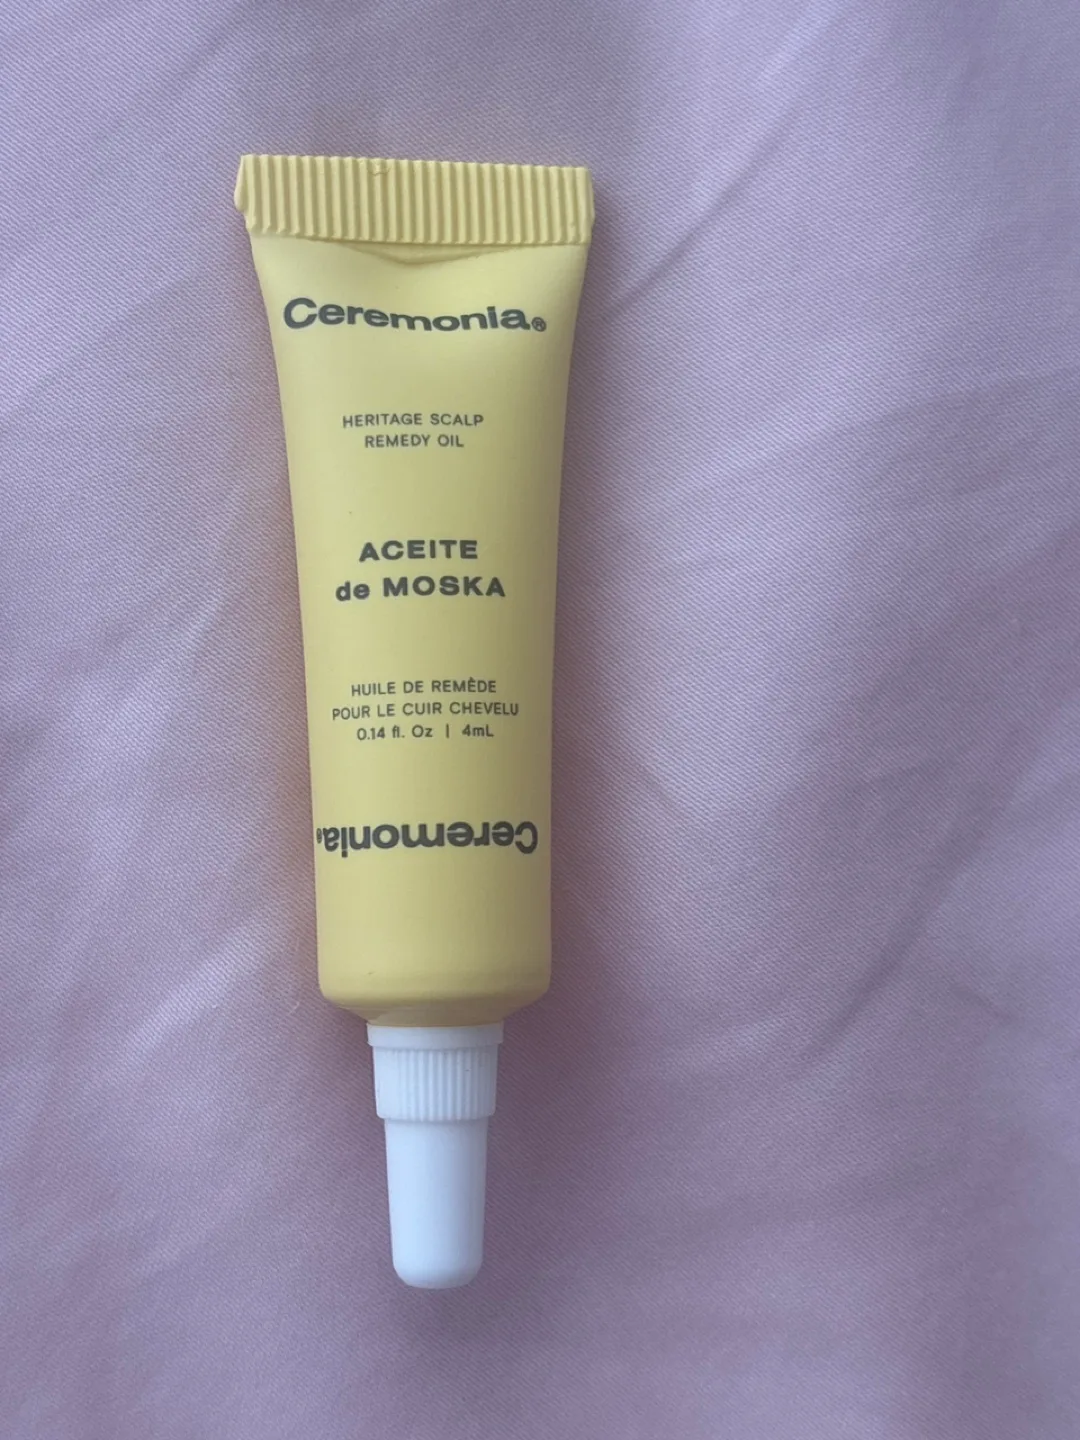 Ceremonia®
HERITAGE SCALP
REMEDY OIL
ACEITE
de MOSKA
HUILE DE REMÈDE
POUR LE CUIR CHEVELU
0.14 fl. Oz | 4mL
Ceremonia®